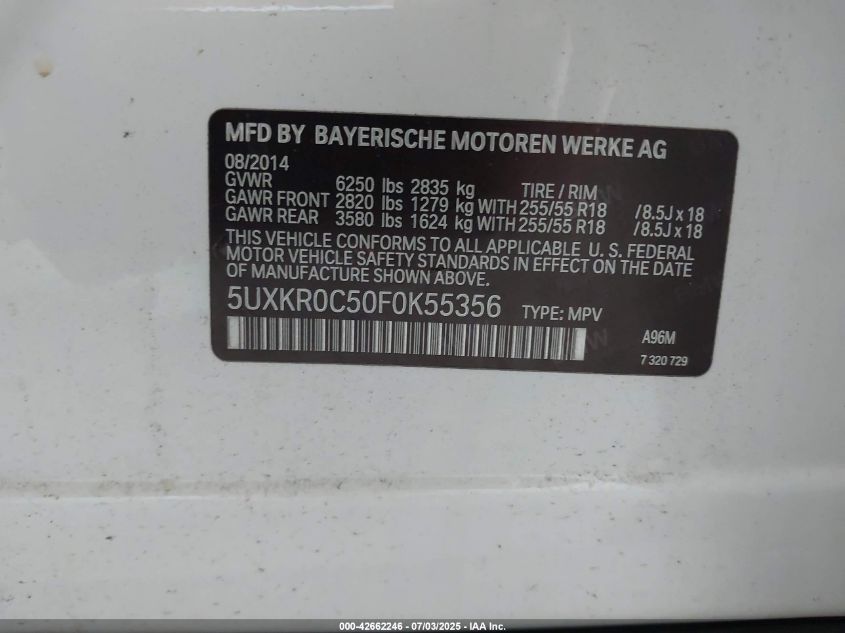 MFD BY BAYERISCHE MOTOREN WERKE AG
08/2014
GVWR 6250 lbs 2835 kg TIRE / RIM
GAWR FRONT 2820 lbs 1279 kg WITH 255/55 R18 /8.5J x 18
GAWR REAR 3580 lbs 1624 kg WITH 255/55 R18 /8.5J x 18
THIS VEHICLE CONFORMS TO ALL APPLICABLE U. S. FEDERAL
MOTOR VEHICLE SAFETY STANDARDS IN EFFECT ON THE DATE
OF MANUFACTURE SHOWN ABOVE.
5UXKR0C50F0K55356 TYPE: MPV
A96M
7 320 729
000-42662246 - 07/03/2025 - IAA Inc.